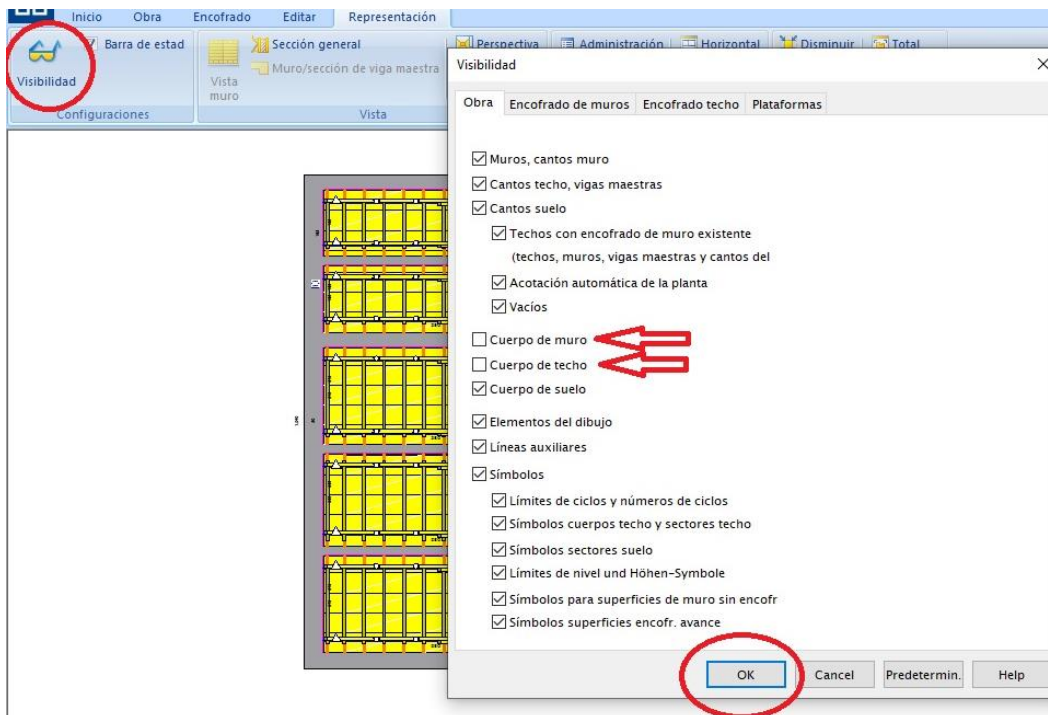 Inicio Obra Encofrado Editar Representación
Visibilidad
Barra de estad
Configuraciones
Vista muro
Sección general
Muro/sección de viga maestra
Vista
Perspectiva Administración Horizontal Disminuir Total
Visibilidad
Obra Encofrado de muros Encofrado techo Plataformas
Muros, cantos muro
Cantos techo, vigas maestras
Cantos suelo
Techos con encofrado de muro existente
(techos, muros, vigas maestras y cantos del
Acotación automática de la planta
Vacíos
Cuerpo de muro
Cuerpo de techo
Cuerpo de suelo
Elementos del dibujo
Líneas auxiliares
Símbolos
Límites de ciclos y números de ciclos
Símbolos cuerpos techo y sectores techo
Símbolos sectores suelo
Límites de nivel und Höhen-Symbole
Símbolos para superficies de muro sin encofr
Símbolos superficies encofr. avance
OK Cancel Predetermin. Help